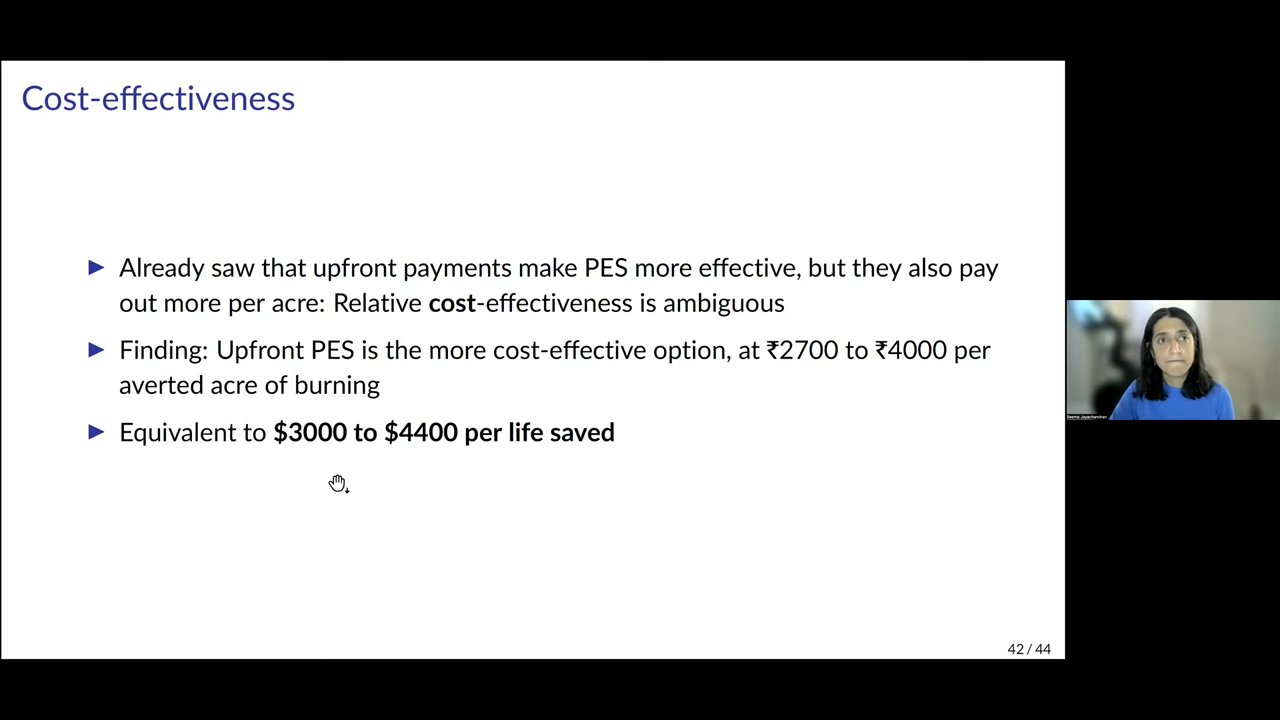 Cost-effectiveness
▶ Already saw that upfront payments make PES more effective, but they also pay
out more per acre: Relative cost-effectiveness is ambiguous
▶ Finding: Upfront PES is the more cost-effective option, at ₹2700 to ₹4000 per
averted acre of burning
▶ Equivalent to $3000 to $4400 per life saved
42 / 44
Seema Jayachandran